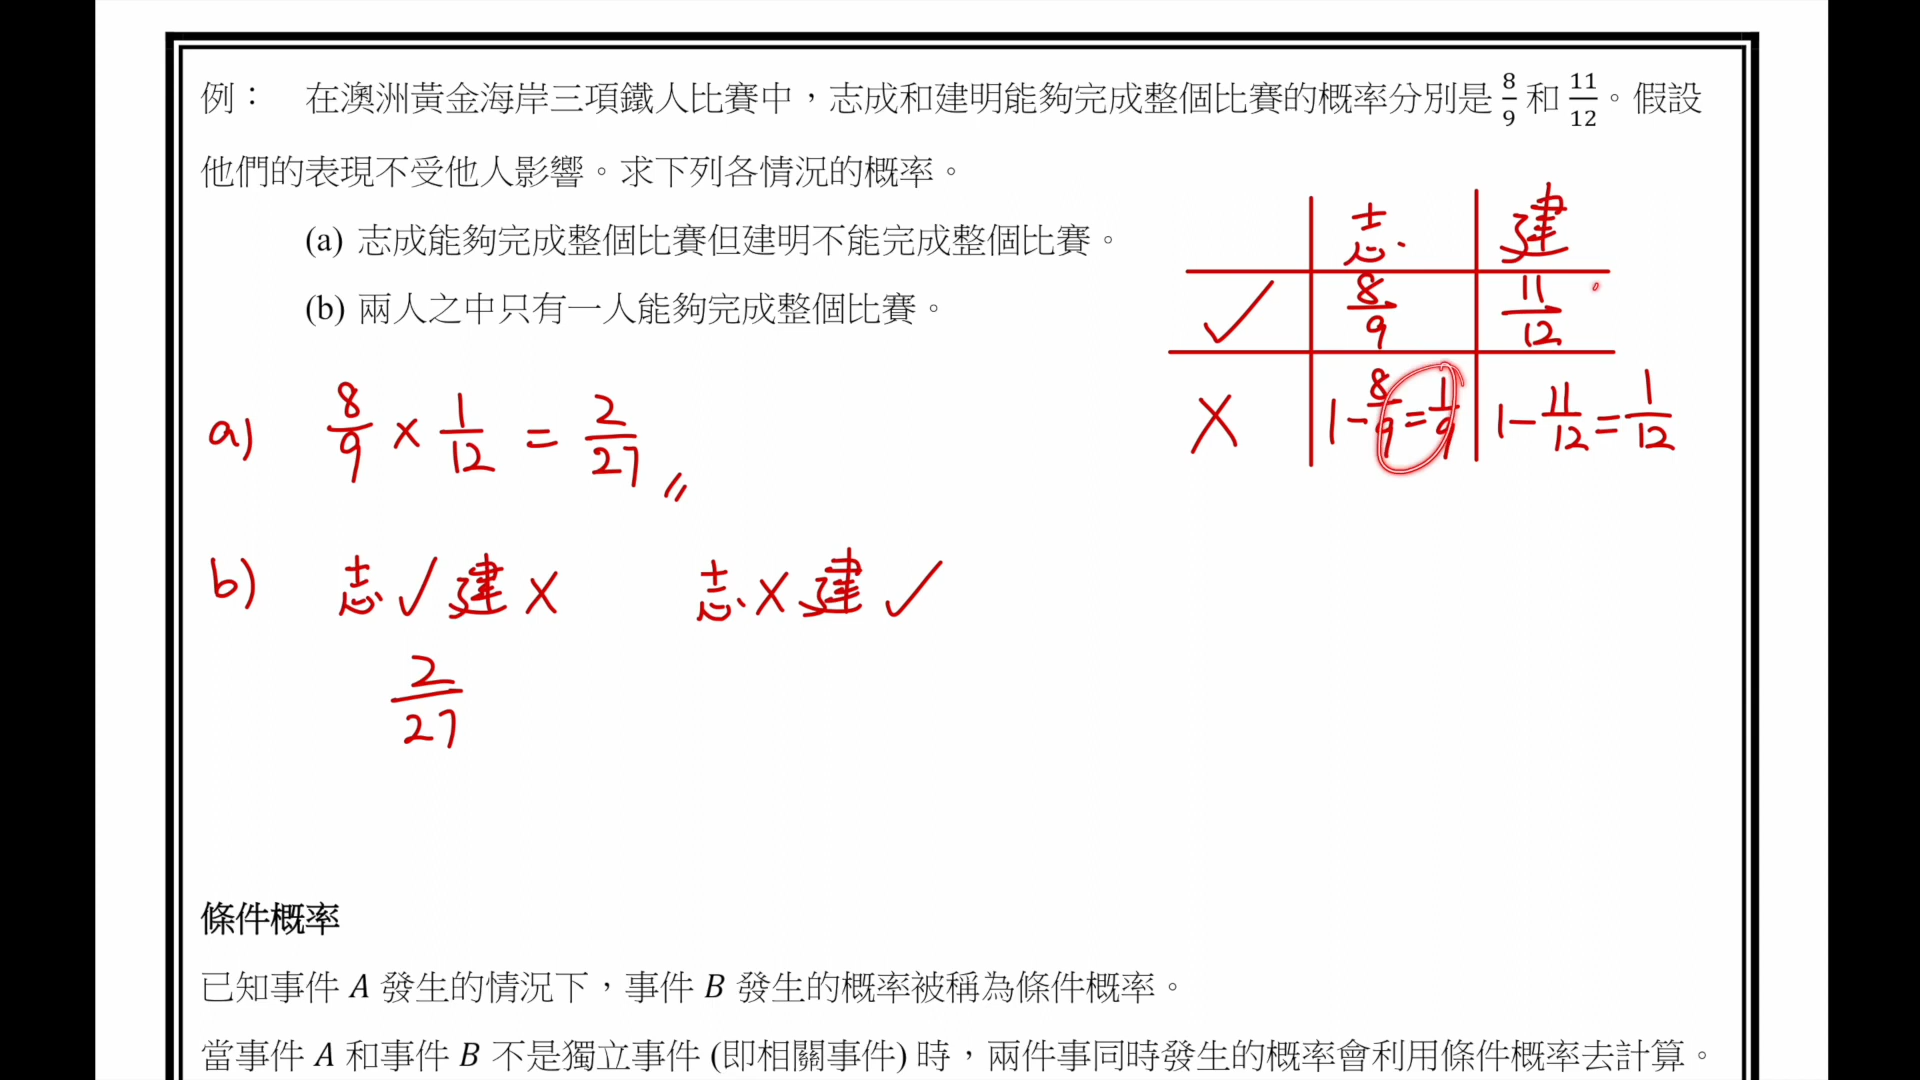 例： 在澳洲黃金海岸三項鐵人比賽中，志成和建明能夠完成整個比賽的概率分別是 8/9 和 11/12。假設
他們的表現不受他人影響。求下列各情況的概率。
(a) 志成能夠完成整個比賽但建明不能完成整個比賽。
(b) 兩人之中只有一人能夠完成整個比賽。
志 建
✓ 8/9 11/12
X 1-8/9=1/9 1-11/12=1/12
a) 8/9 × 1/12 = 2/27 //
b) 志✓建X 志X建✓
2/27
條件概率
已知事件 A 發生的情況下，事件 B 發生的概率被稱為條件概率。
當事件 A 和事件 B 不是獨立事件 (即相關事件) 時，兩件事同時發生的概率會利用條件概率去計算。